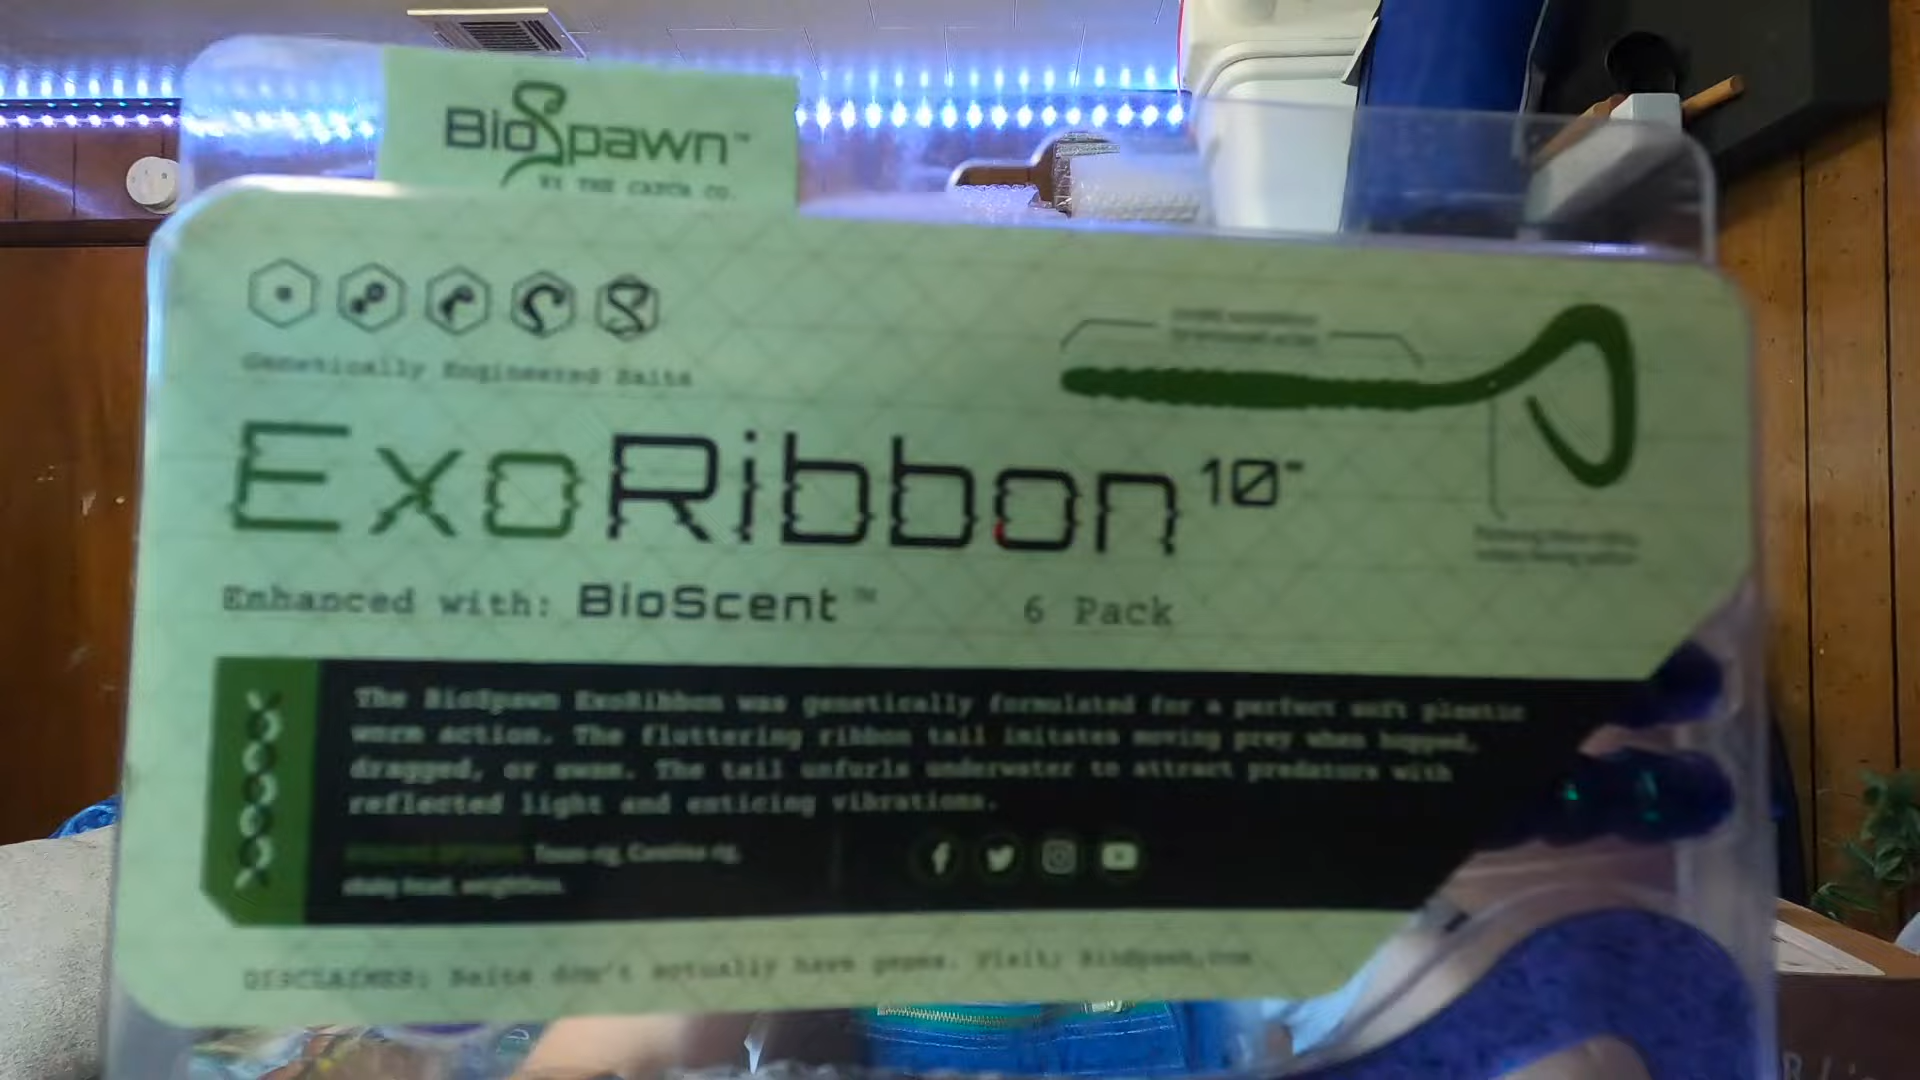 BioSpawn™
BY THE CATCH CO.
Genetically Engineered Baits
ExoRibbon 10"
Enhanced with: BioScent™
6 Pack
The BioSpawn ExoRibbon was genetically formulated for a perfect soft plastic
worm action. The fluttering ribbon tail imitates moving prey when hopped,
dragged, or swum. The tail unfurls underwater to attract predators with
reflected light and enticing vibrations.
Texas-rig, Carolina-rig,
shaky head, weightless.
DISCLAIMER: Baits don't actually have genes. Visit: BioSpawn.com